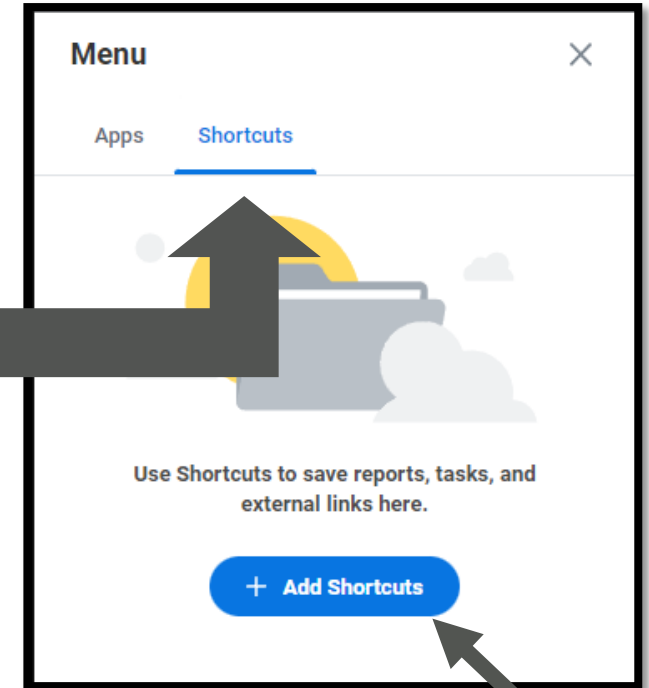 Menu
Apps
Shortcuts
Use Shortcuts to save reports, tasks, and
external links here.
+ Add Shortcuts